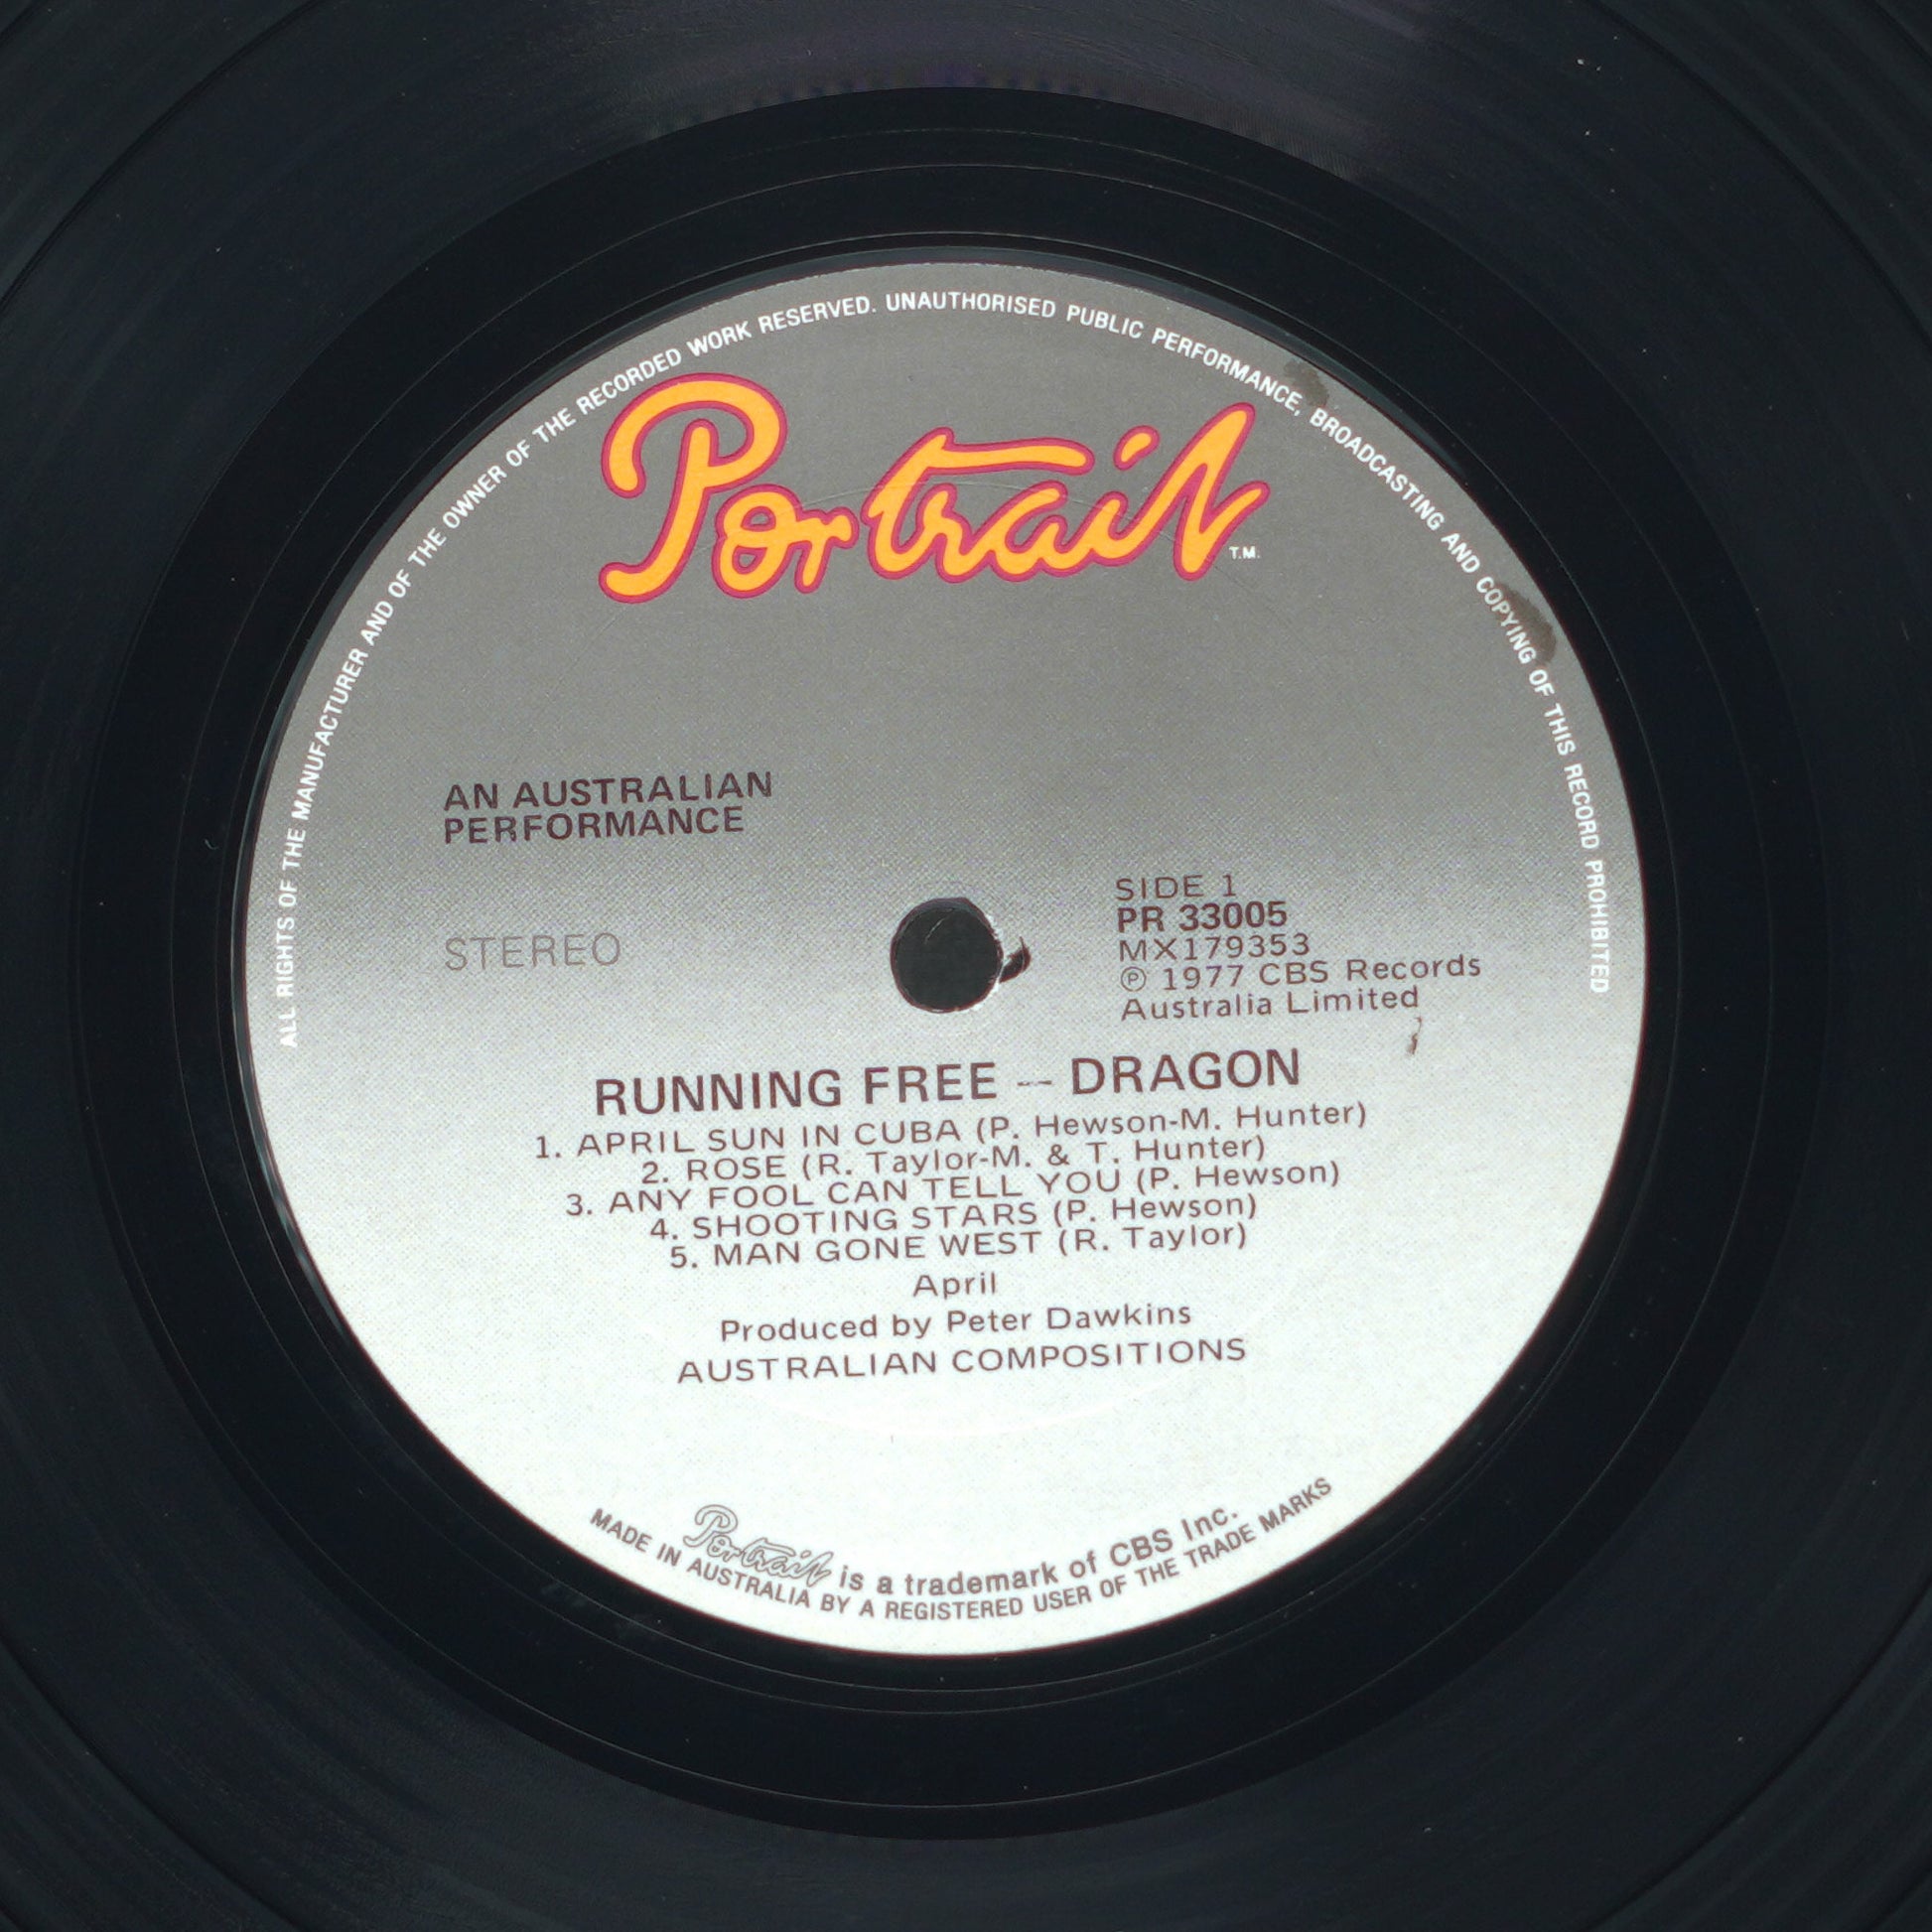 ALL RIGHTS OF THE MANUFACTURER AND OF THE OWNER OF THE RECORDED WORK RESERVED. UNAUTHORISED PUBLIC PERFORMANCE, BROADCASTING AND COPYING OF THIS RECORD PROHIBITED
Portrait T.M.
AN AUSTRALIAN
PERFORMANCE
STEREO
SIDE 1
PR 33005
MX179353
Ⓟ 1977 CBS Records
Australia Limited
RUNNING FREE -- DRAGON
1. APRIL SUN IN CUBA (P. Hewson-M. Hunter)
2. ROSE (R. Taylor-M. & T. Hunter)
3. ANY FOOL CAN TELL YOU (P. Hewson)
4. SHOOTING STARS (P. Hewson)
5. MAN GONE WEST (R. Taylor)
April
Produced by Peter Dawkins
AUSTRALIAN COMPOSITIONS
Portrait is a trademark of CBS Inc.
MADE IN AUSTRALIA BY A REGISTERED USER OF THE TRADE MARKS